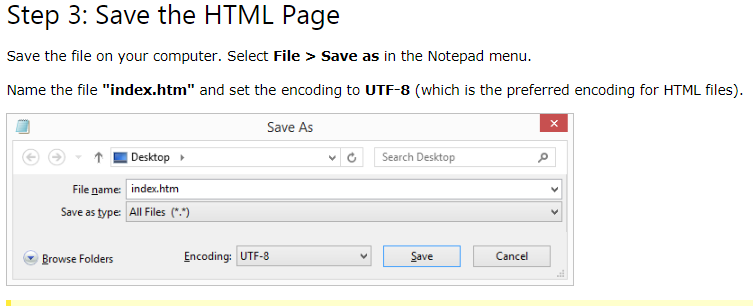 Step 3: Save the HTML Page
Save the file on your computer. Select File > Save as in the Notepad menu.
Name the file "index.htm" and set the encoding to UTF-8 (which is the preferred encoding for HTML files).
Save As
Desktop
Search Desktop
File name: index.htm
Save as type: All Files (*.*)
Browse Folders Encoding: UTF-8 Save Cancel